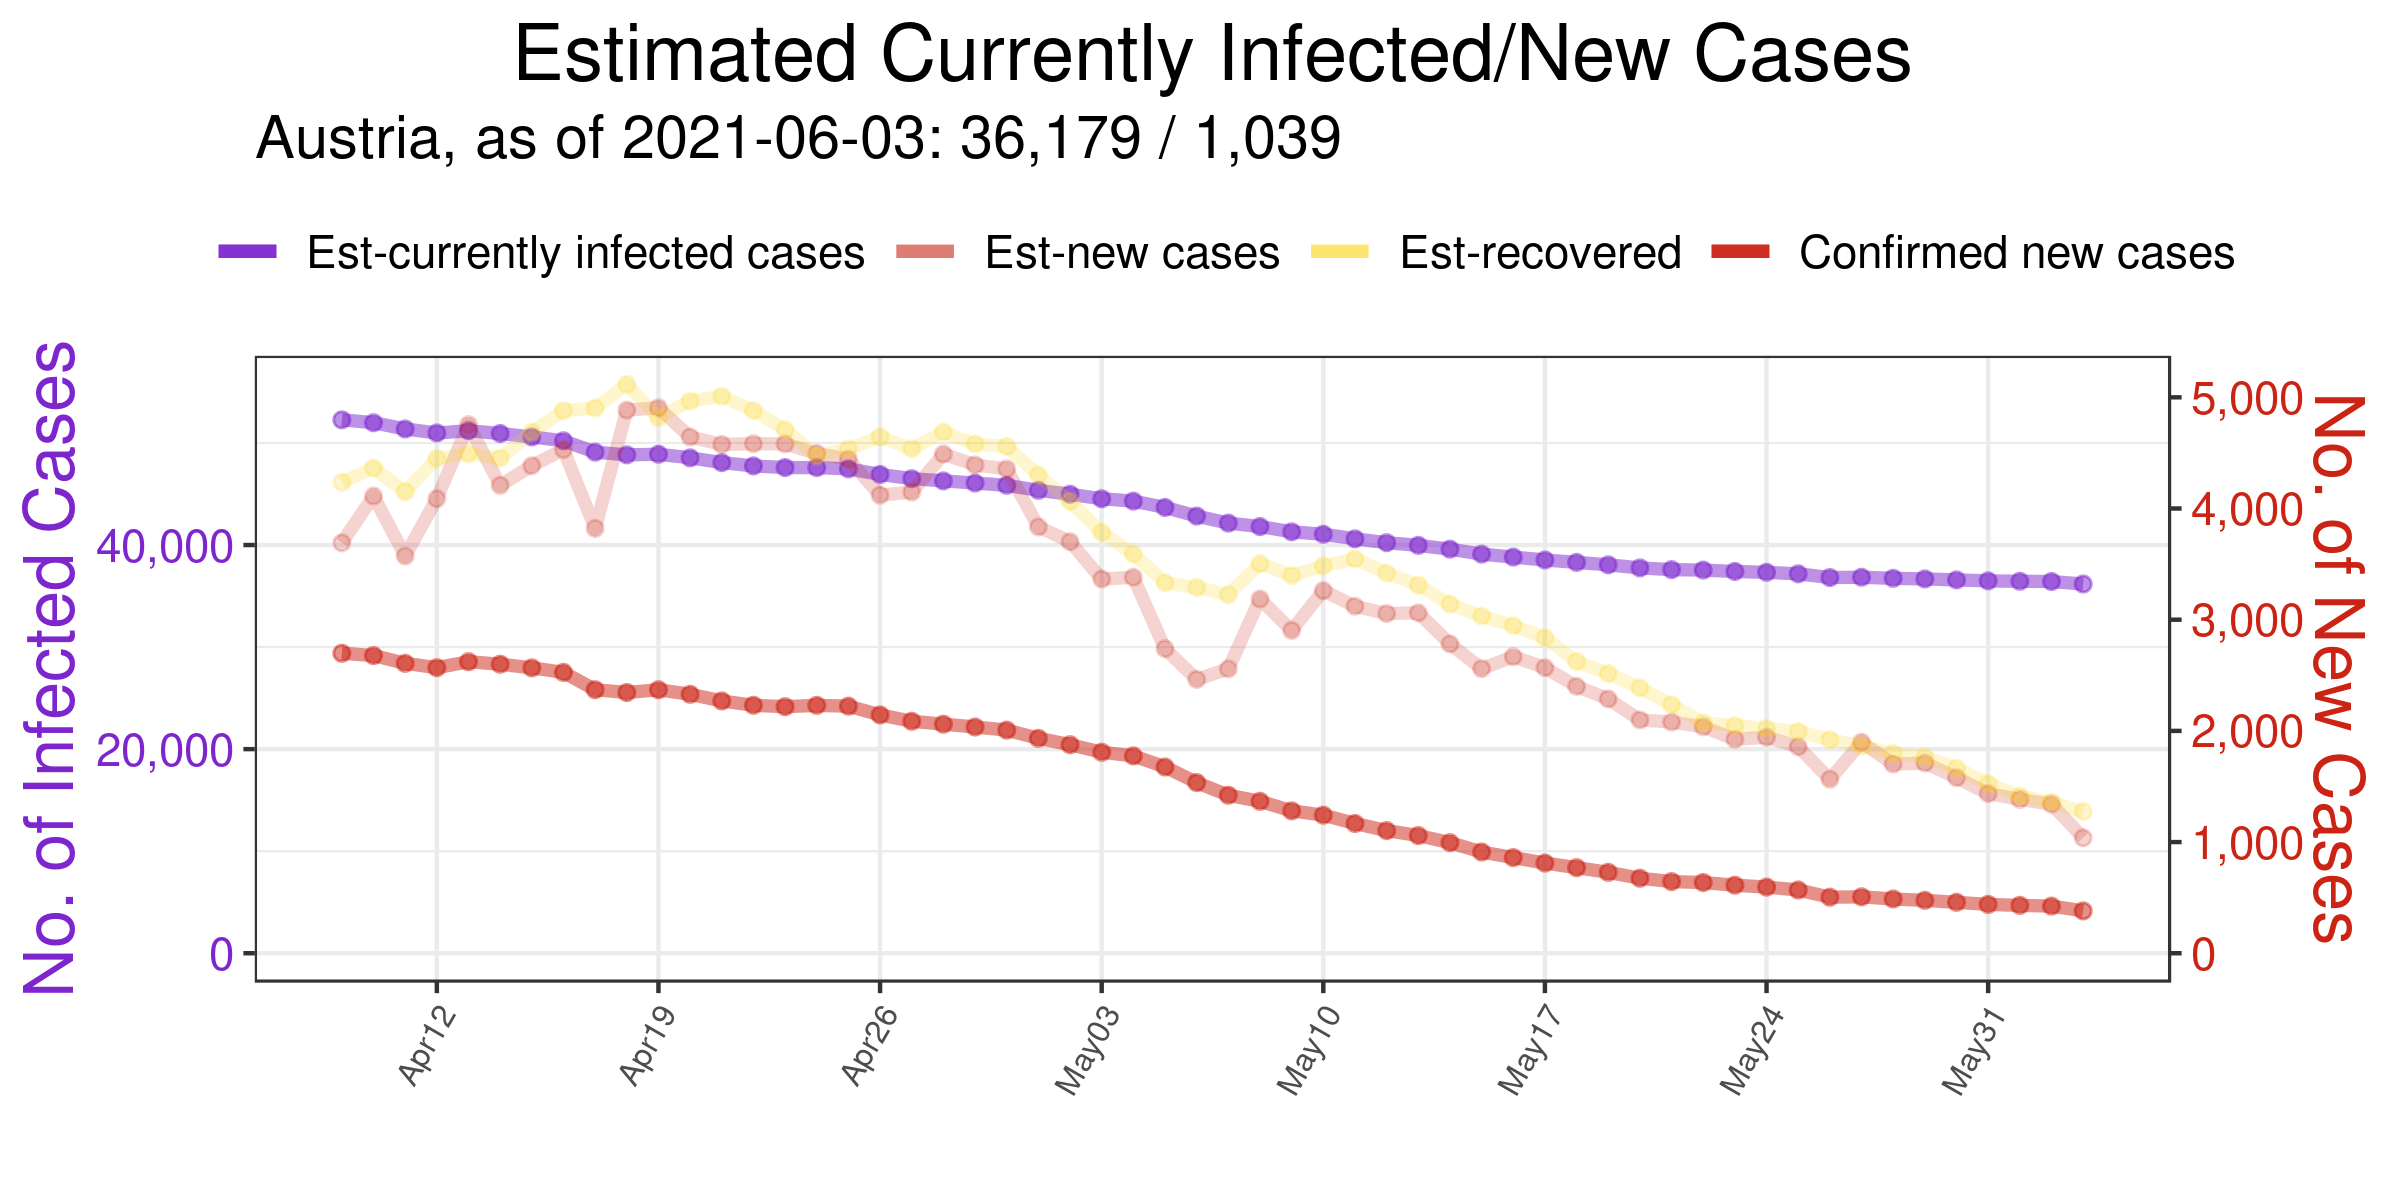 Estimated Currently Infected/New Cases
Austria, as of 2021-06-03: 36,179 / 1,039
Est-currently infected cases Est-new cases Est-recovered Confirmed new cases
No. of Infected Cases
40,000
20,000
0
5,000
4,000
3,000
2,000
1,000
0
No. of New Cases
Apr12 Apr19 Apr26 May03 May10 May17 May24 May31